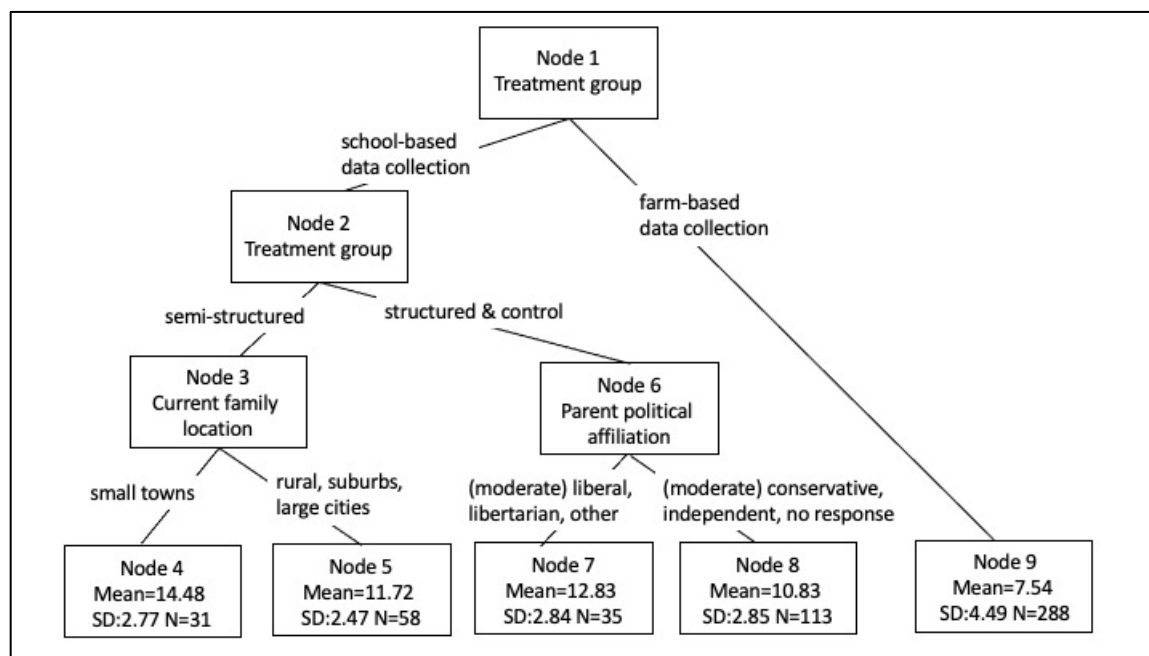 Node 1
Treatment group
school-based
data collection
farm-based
data collection
Node 2
Treatment group
semi-structured
structured & control
Node 3
Current family
location
Node 6
Parent political
affiliation
small towns
rural, suburbs,
large cities
(moderate) liberal,
libertarian, other
(moderate) conservative,
independent, no response
Node 4
Mean=14.48
SD:2.77 N=31
Node 5
Mean=11.72
SD:2.47 N=58
Node 7
Mean=12.83
SD:2.84 N=35
Node 8
Mean=10.83
SD:2.85 N=113
Node 9
Mean=7.54
SD:4.49 N=288